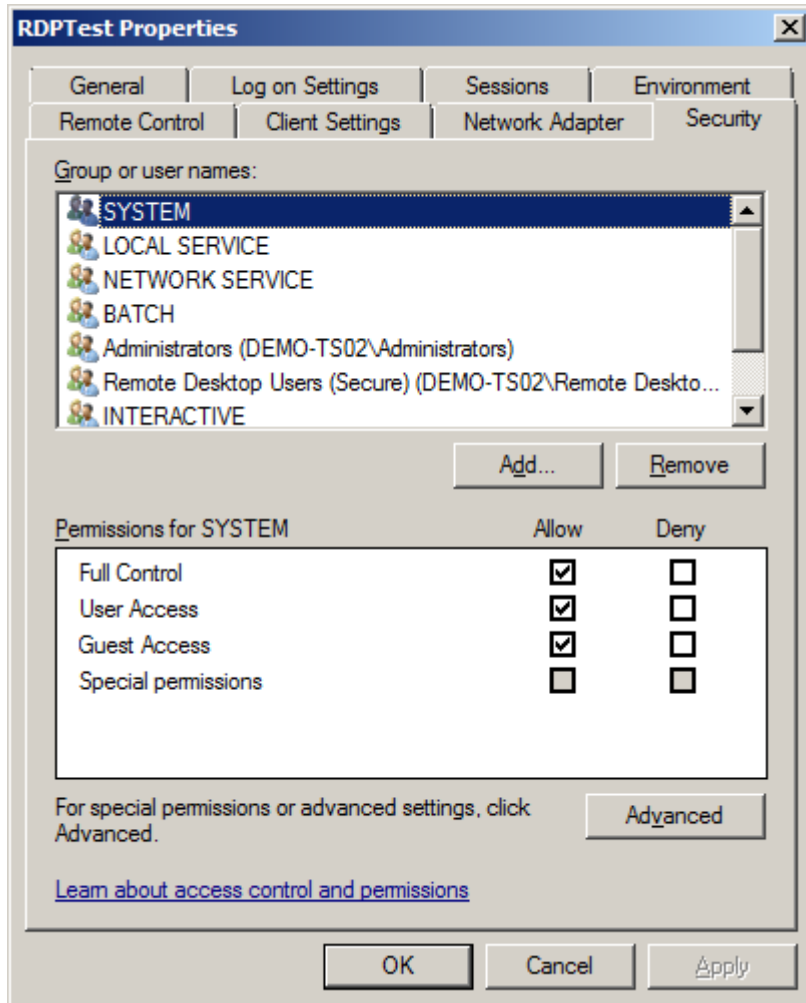 RDPTest Properties
General Log on Settings Sessions Environment
Remote Control Client Settings Network Adapter Security
Group or user names:
SYSTEM
LOCAL SERVICE
NETWORK SERVICE
BATCH
Administrators (DEMO-TS02\Administrators)
Remote Desktop Users (Secure) (DEMO-TS02\Remote Deskto...
INTERACTIVE
Add... Remove
Permissions for SYSTEM Allow Deny
Full Control
User Access
Guest Access
Special permissions
For special permissions or advanced settings, click
Advanced.
Advanced
Learn about access control and permissions
OK Cancel Apply